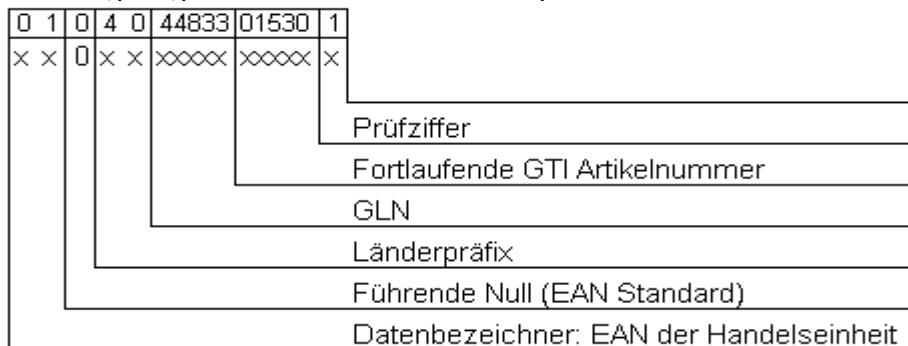 0 1 0 4 0 44833 01530 1
x x 0 x x xxxxx xxxxx x
Prüfziffer
Fortlaufende GTI Artikelnummer
GLN
Länderpräfix
Führende Null (EAN Standard)
Datenbezeichner: EAN der Handelseinheit